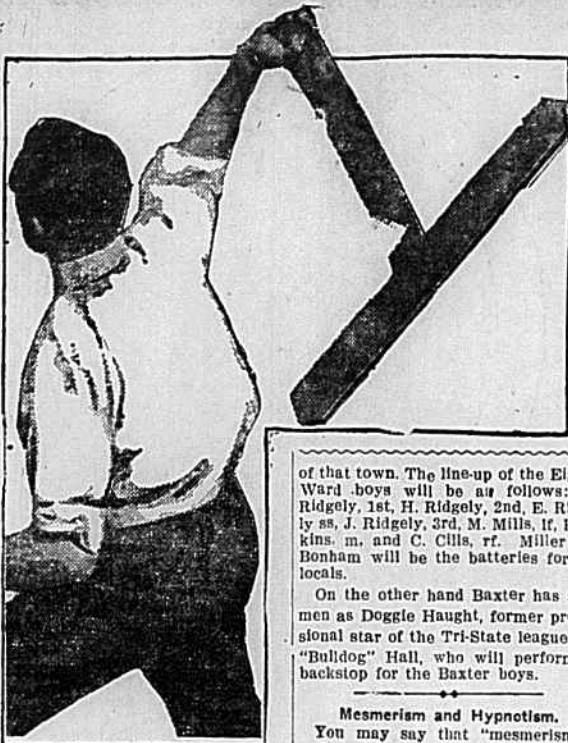 of that town. The line-up of the
Ward boys will be as follows:
Ridgely, 1st, H. Ridgely, 2nd, E.
ly ss, J. Ridgely, 3rd, M. Mills, lf,
kins, m, and C. Cills, rf. Miller
Bonham will be the batteries for
locals.
On the other hand Baxter has
men as Doggie Haught, former
sional star of the Tri-State league
"Bulldog" Hall, who will perform
backstop for the Baxter boys.
Mesmerism and Hypnotism.
You may say that "mesmerism